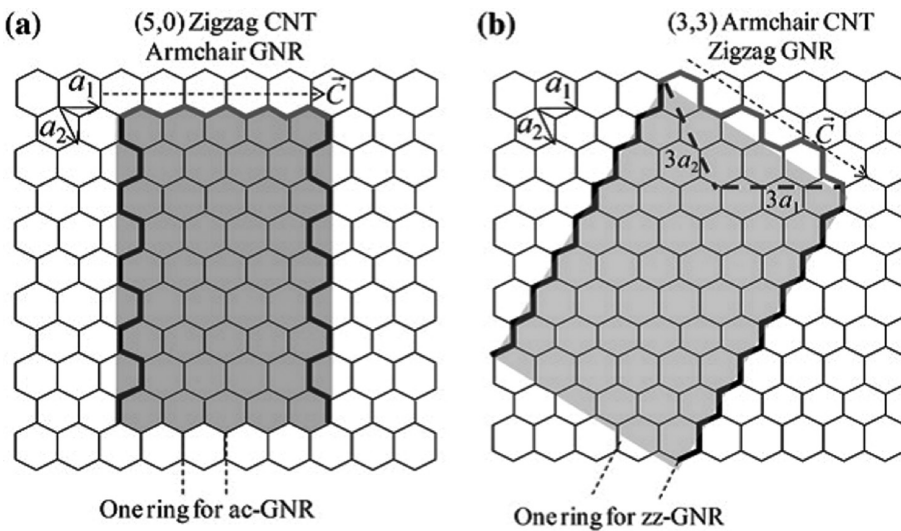 (a)
(5,0) Zigzag CNT
Armchair GNR
a₁
C⃗
a₂
One ring for ac-GNR
(b)
(3,3) Armchair CNT
Zigzag GNR
a₁
a₂
C⃗
3a₂
3a₁
One ring for zz-GNR